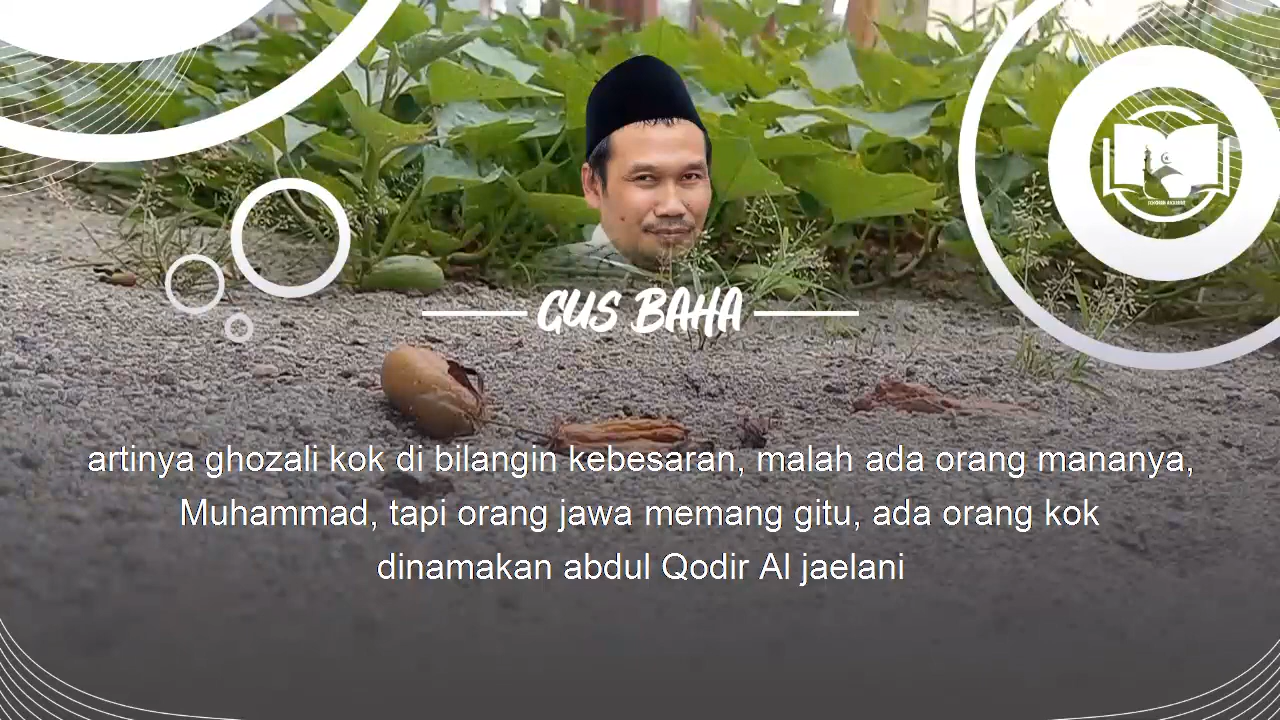 GUS BAHA
artinya ghozali kok di bilangin kebesaran, malah ada orang mananya,
Muhammad, tapi orang jawa memang gitu, ada orang kok
dinamakan abdul Qodir Al jaelani